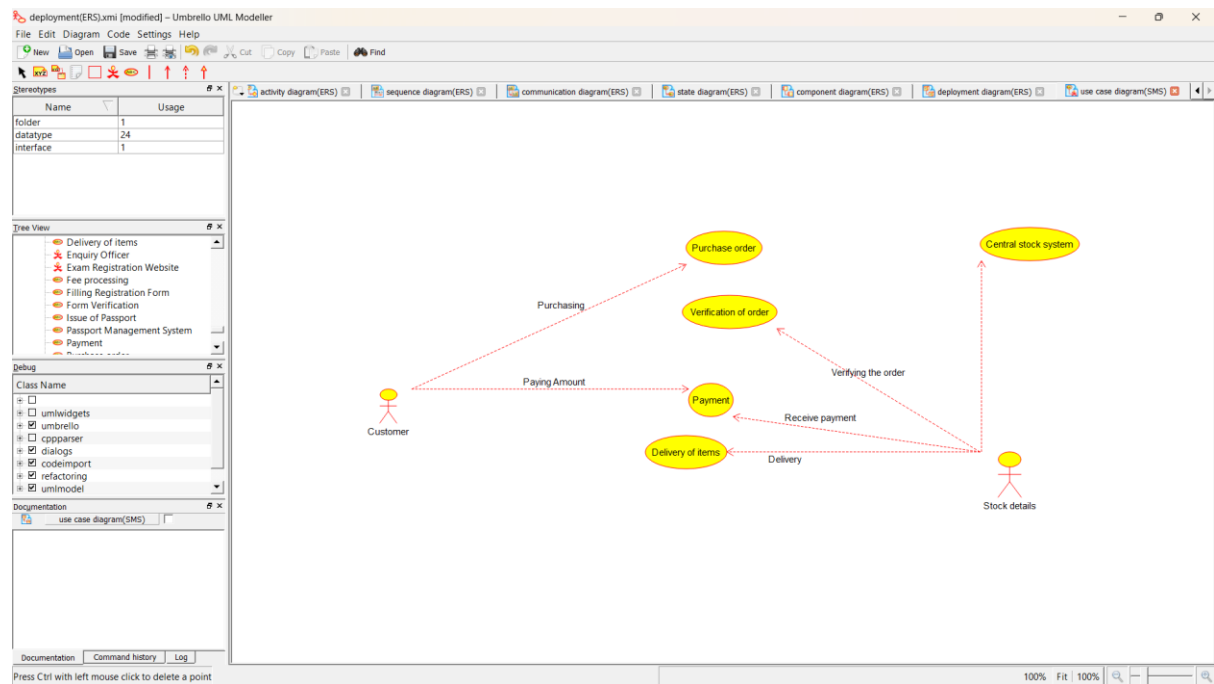 deployment(ERS).xmi [modified] – Umbrello UML Modeller
File Edit Diagram Code Settings Help
New Open Save Cut Copy Paste Find
XYZ
Stereotypes
Name Usage
folder 1
datatype 24
interface 1
Tree View
Delivery of items
Enquiry Officer
Exam Registration Website
Fee processing
Filling Registration Form
Form Verification
Issue of Passport
Passport Management System
Payment
Purchase order
Debug
Class Name
umlwidgets
umbrello
cppparser
dialogs
codeimport
refactoring
umlmodel
Documentation
use case diagram(SMS)
Documentation Command history Log
Press Ctrl with left mouse click to delete a point
activity diagram(ERS) sequence diagram(ERS) communication diagram(ERS) state diagram(ERS) component diagram(ERS) deployment diagram(ERS) use case diagram(SMS)
Purchase order
Central stock system
Purchasing
Verification of order
Verifying the order
Paying Amount
Payment
Receive payment
Customer
Delivery of items
Delivery
Stock details
100% Fit 100%